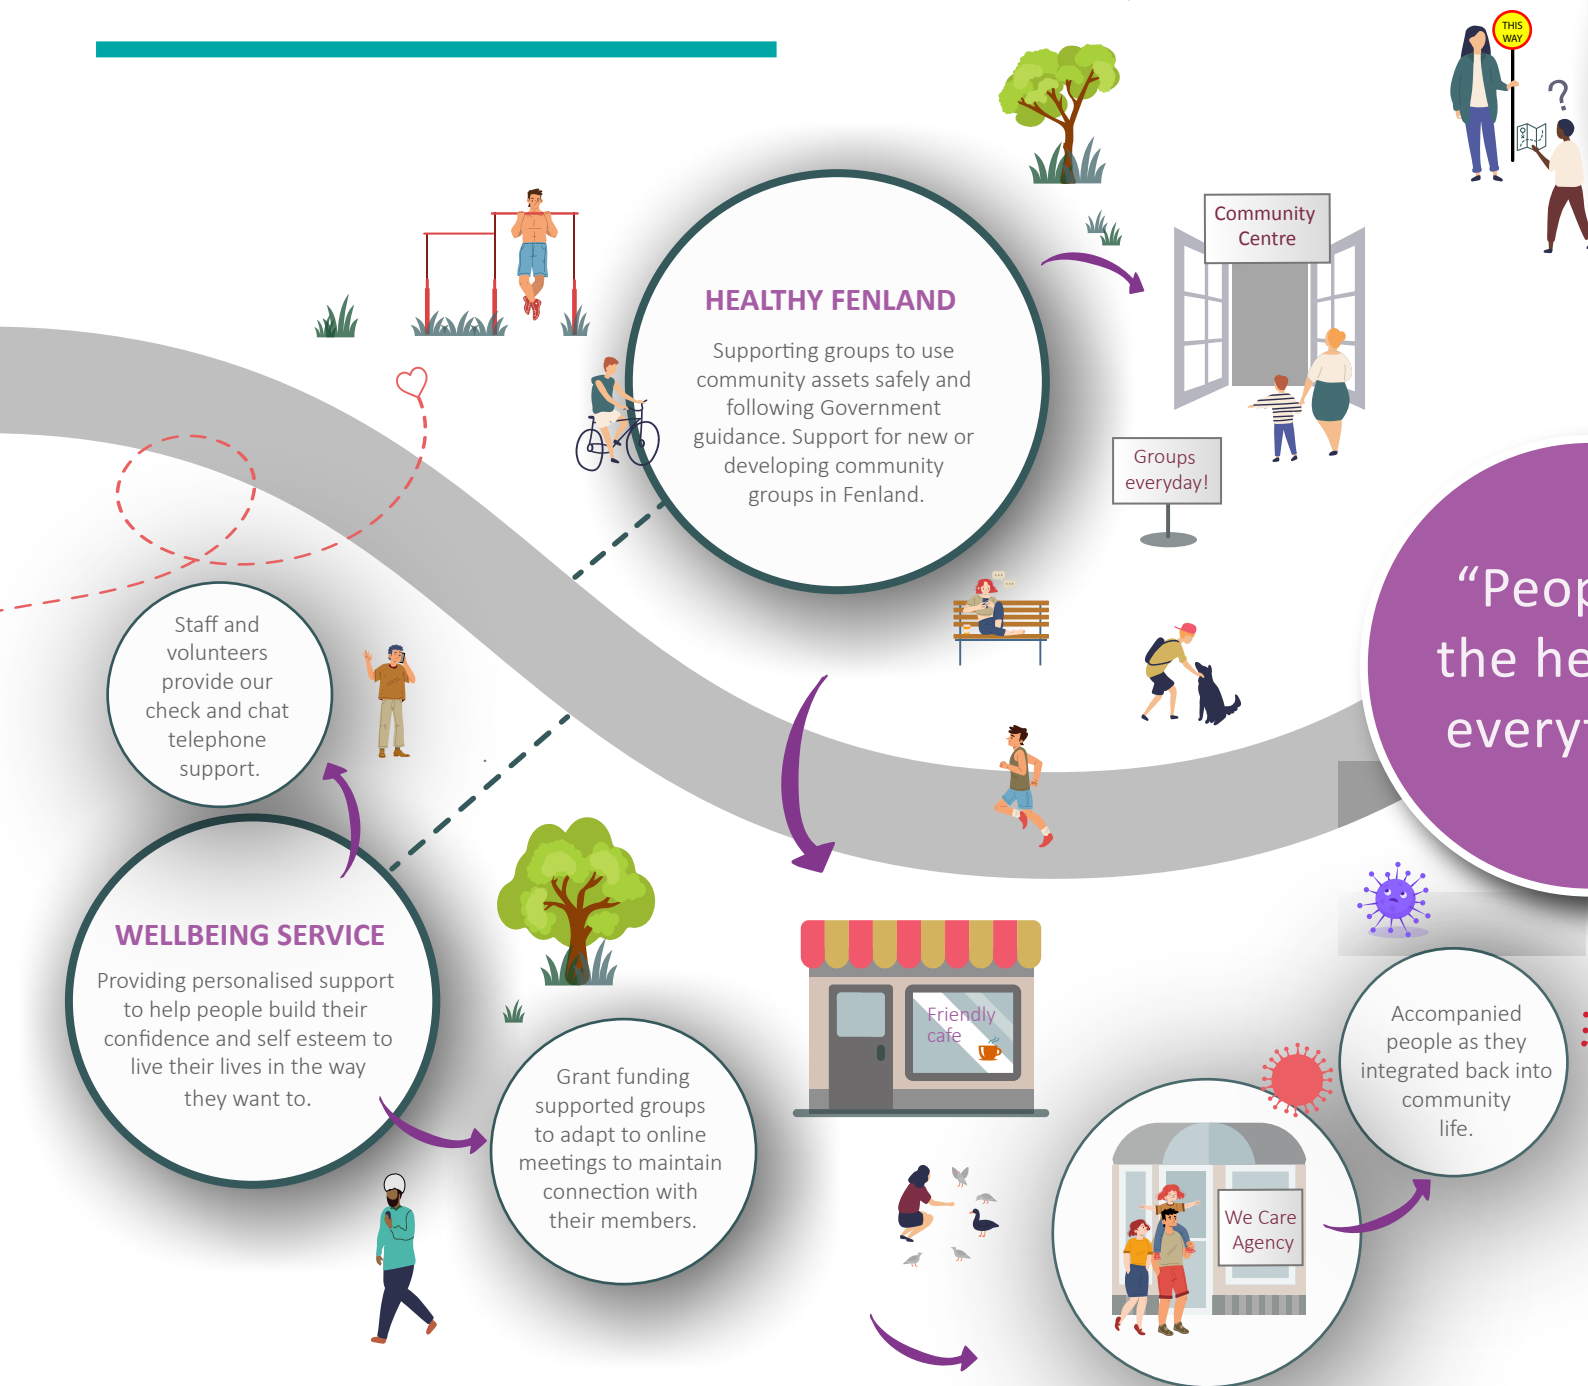 THIS
WAY
?
Community
Centre
HEALTHY FENLAND
Supporting groups to use
community assets safely and
following Government
guidance. Support for new or
developing community
groups in Fenland.
Groups
everyday!
“Peop
the he
everyt
Staff and
volunteers
provide our
check and chat
telephone
support.
WELLBEING SERVICE
Providing personalised support
to help people build their
confidence and self esteem to
live their lives in the way
they want to.
Friendly
cafe
Grant funding
supported groups
to adapt to online
meetings to maintain
connection with
their members.
Accompanied
people as they
integrated back into
community
life.
We Care
Agency